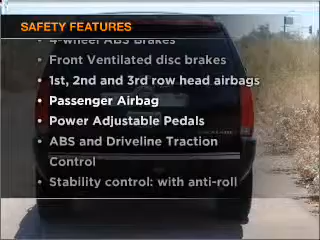 SAFETY FEATURES
• 4-wheel ABS Brakes
• Front Ventilated disc brakes
• 1st, 2nd and 3rd row head airbags
• Passenger Airbag
• Power Adjustable Pedals
• ABS and Driveline Traction
Control
• Stability control: with anti-roll